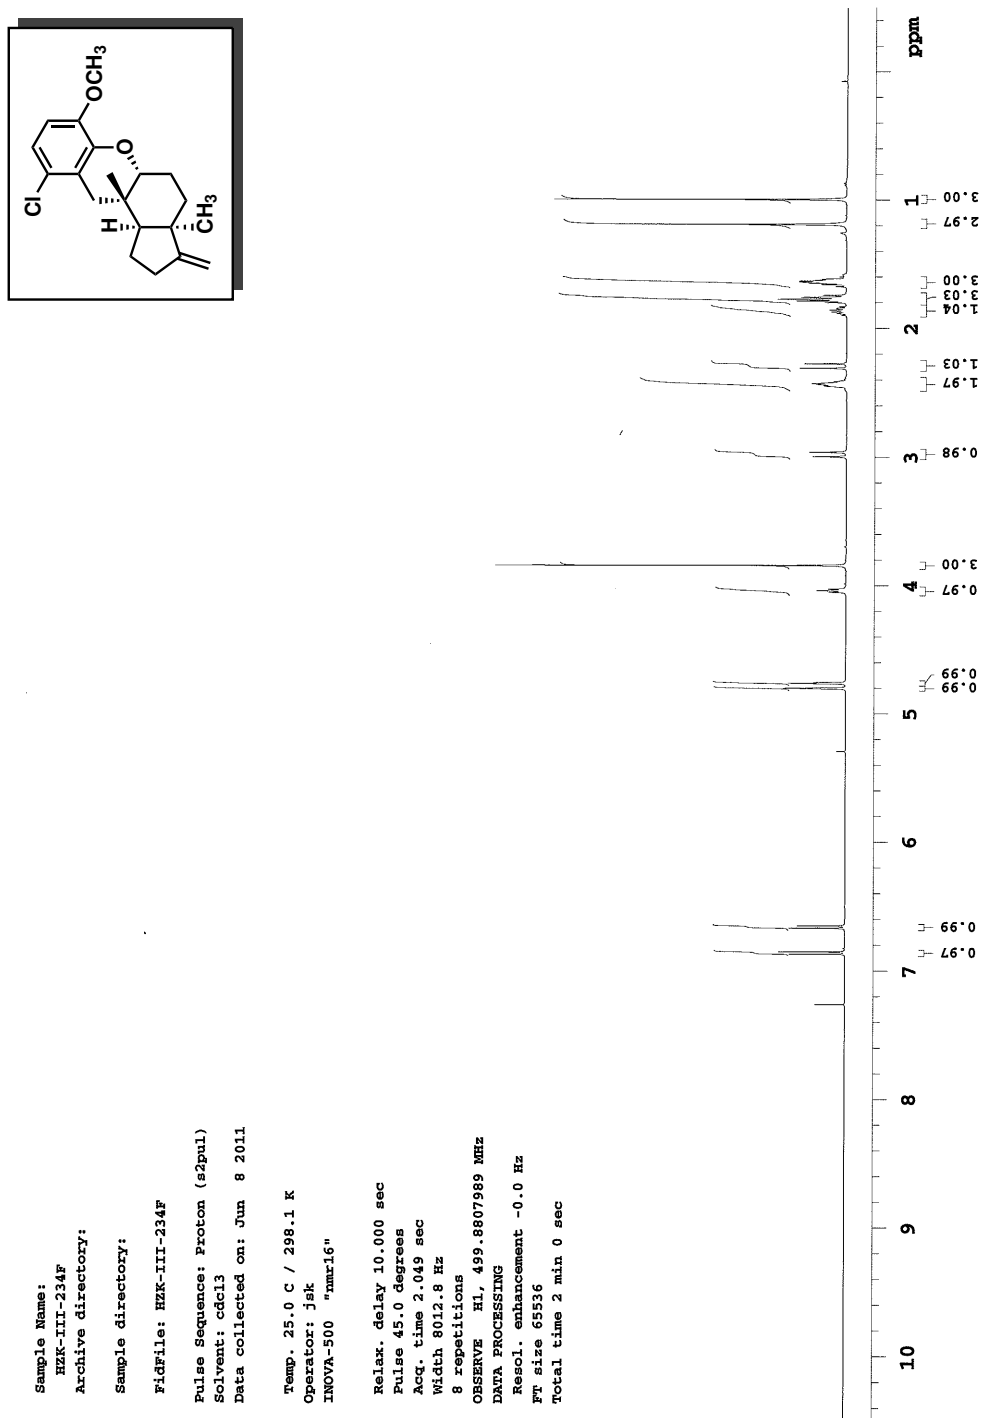 Sample Name:
HZK-III-234F
Archive directory:
Sample directory:
FidFile: HZK-III-234F
Pulse Sequence: Proton (s2pul)
Solvent: cdcl3
Data collected on: Jun 8 2011
Temp. 25.0 C / 298.1 K
Operator: jsk
INOVA-500 "nmr16"
Relax. delay 10.000 sec
Pulse 45.0 degrees
Acq. time 2.049 sec
Width 8012.8 Hz
8 repetitions
OBSERVE H1, 499.8807989 MHz
DATA PROCESSING
Resol. enhancement -0.0 Hz
FT size 65536
Total time 2 min 0 sec
Cl
OCH3
O
H
CH3
10 9 8 7 6 5 4 3 2 1 ppm
0.97
0.99
0.99
0.99
0.97
3.00
0.98
1.97
1.03
1.04
3.03
3.00
2.97
3.00